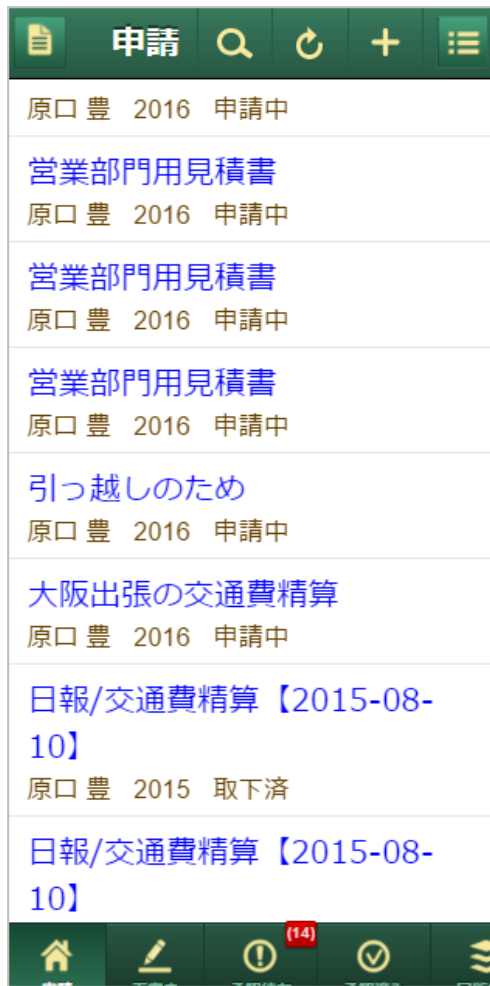 申請
原口 豊 2016 申請中
営業部門用見積書
原口 豊 2016 申請中
営業部門用見積書
原口 豊 2016 申請中
営業部門用見積書
原口 豊 2016 申請中
引っ越しのため
原口 豊 2016 申請中
大阪出張の交通費精算
原口 豊 2016 申請中
日報/交通費精算【2015-08-
10】
原口 豊 2015 取下済
日報/交通費精算【2015-08-
10】
(14)